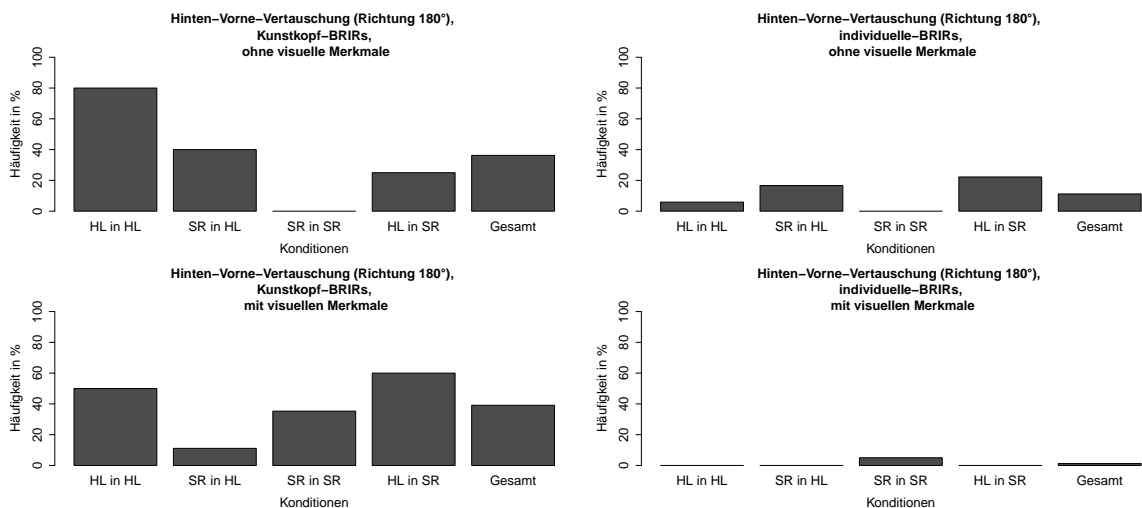 Hinten−Vorne−Vertauschung (Richtung 180°),
Kunstkopf−BRIRs,
ohne visuelle Merkmale
Häufigkeit in %
0 20 40 60 80 100
HL in HL SR in HL SR in SR HL in SR Gesamt
Konditionen
Hinten−Vorne−Vertauschung (Richtung 180°),
individuelle−BRIRs,
ohne visuelle Merkmale
Häufigkeit in %
0 20 40 60 80 100
HL in HL SR in HL SR in SR HL in SR Gesamt
Konditionen
Hinten−Vorne−Vertauschung (Richtung 180°),
Kunstkopf−BRIRs,
mit visuellen Merkmale
Häufigkeit in %
0 20 40 60 80 100
HL in HL SR in HL SR in SR HL in SR Gesamt
Konditionen
Hinten−Vorne−Vertauschung (Richtung 180°),
individuelle−BRIRs,
mit visuellen Merkmale
Häufigkeit in %
0 20 40 60 80 100
HL in HL SR in HL SR in SR HL in SR Gesamt
Konditionen